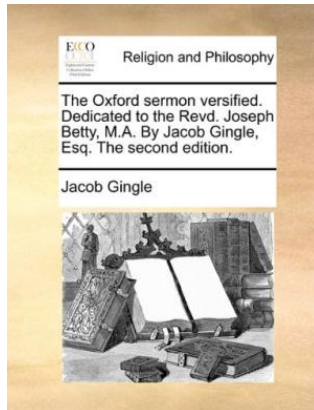 ECCO
Religion and Philosophy
The Oxford sermon versified.
Dedicated to the Revd. Joseph
Betty, M.A. By Jacob Gingle,
Esq. The second edition.
Jacob Gingle